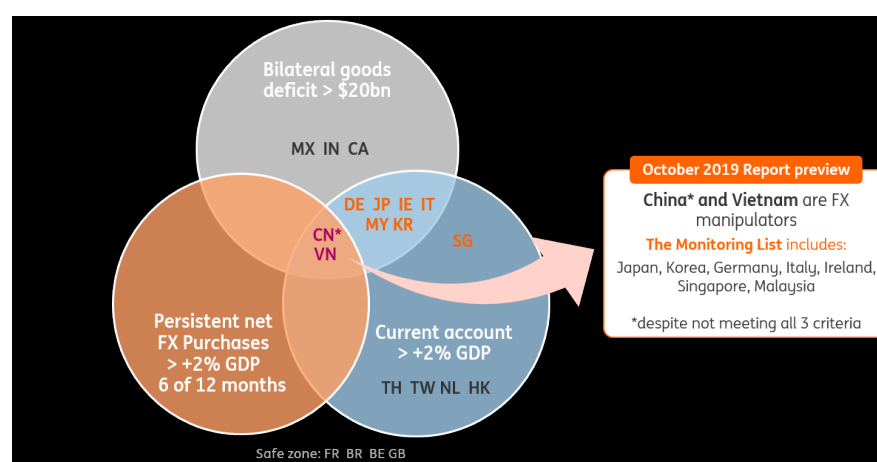 Bilateral goods
deficit > $20bn
MX IN CA
DE JP IE IT
MY KR
CN*
VN
SG
Persistent net
FX Purchases
> +2% GDP
6 of 12 months
Current account
> +2% GDP
TH TW NL HK
Safe zone: FR BR BE GB
October 2019 Report preview
China* and Vietnam are FX
manipulators
The Monitoring List includes:
Japan, Korea, Germany, Italy, Ireland,
Singapore, Malaysia
*despite not meeting all 3 criteria